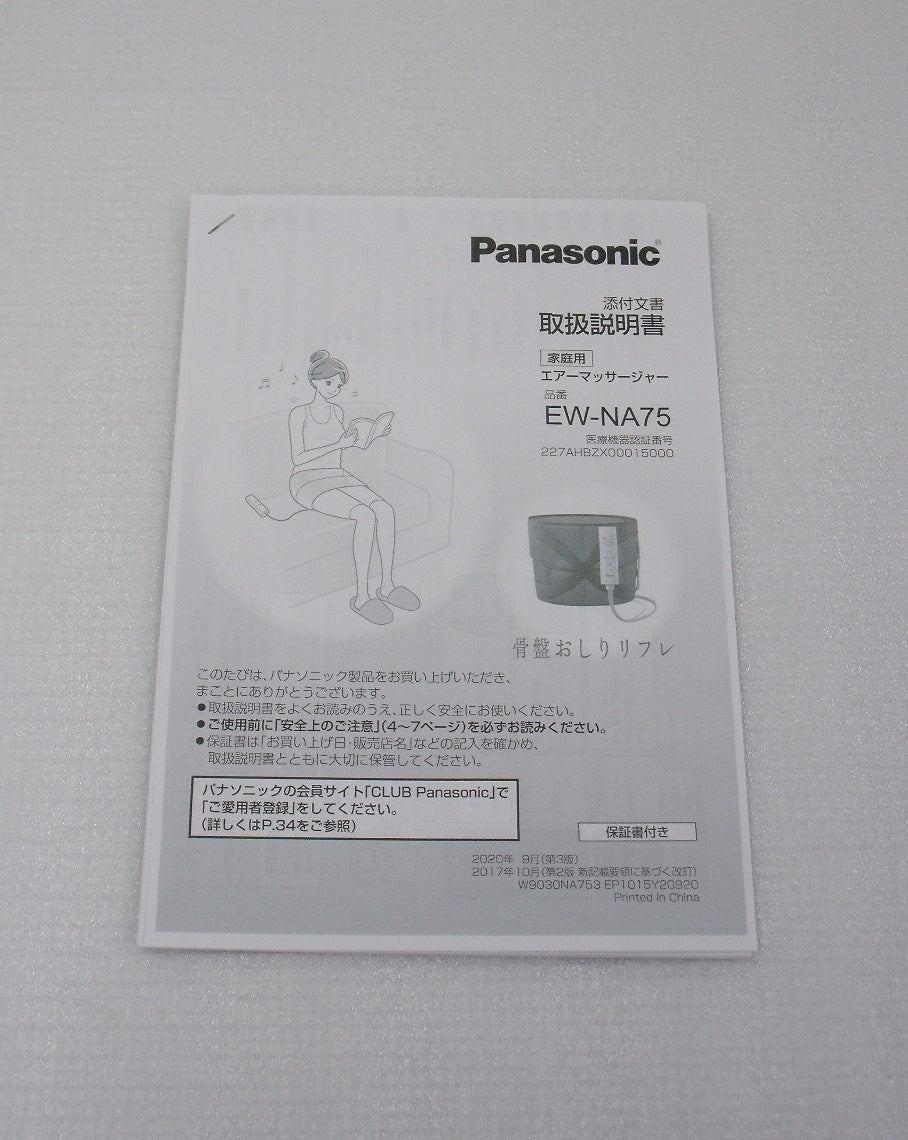 Panasonic®
添付文書
取扱説明書
家庭用
エアーマッサージャー
品番
EW-NA75
医療機器認証番号
227AHBZX00015000
骨盤おしりリフレ
このたびは、パナソニック製品をお買い上げいただき、
まことにありがとうございます。
●取扱説明書をよくお読みのうえ、正しく安全にお使いください。
●ご使用前に「安全上のご注意」(4～7ページ)を必ずお読みください。
●保証書は「お買い上げ日・販売店名」などの記入を確かめ、
取扱説明書とともに大切に保管してください。
パナソニックの会員サイト「CLUB Panasonic」で
「ご愛用者登録」をしてください。
(詳しくはP.34をご参照)
保証書付き
2020年 9月(第3版)
2017年10月(第2版 新記載要領に基づく改訂)
W9030NA753 EP1015Y20920
Printed in China